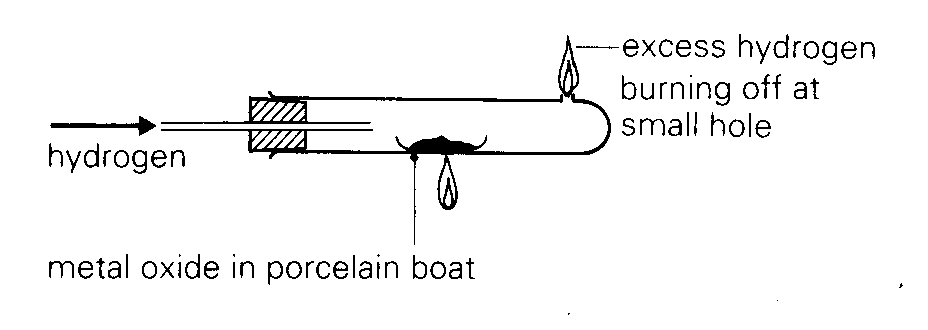 excess hydrogen
burning off at
small hole
hydrogen
metal oxide in porcelain boat